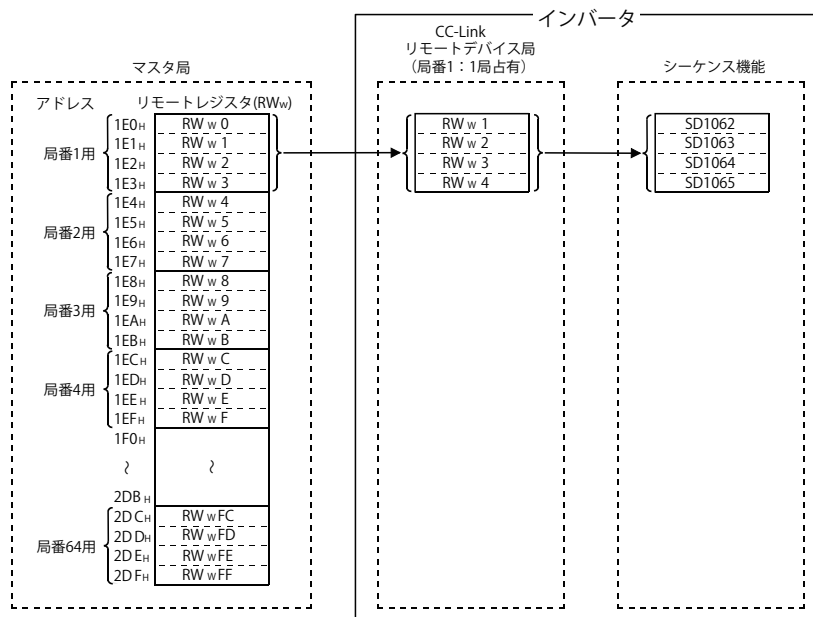 インバータ
CC-Link
リモートデバイス局
（局番1：1局占有）
マスタ局
シーケンス機能
アドレス リモートレジスタ(RWw)
局番1用
1E0H RWw0
1E1H RWw1
1E2H RWw2
1E3H RWw3
RWw1
RWw2
RWw3
RWw4
SD1062
SD1063
SD1064
SD1065
局番2用
1E4H RWw4
1E5H RWw5
1E6H RWw6
1E7H RWw7
局番3用
1E8H RWw8
1E9H RWw9
1EAH RWwA
1EBH RWwB
局番4用
1ECH RWwC
1EDH RWwD
1EEH RWwE
1EFH RWwF
1F0H
～ ～
2DBH
局番64用
2DCH RWwFC
2DDH RWwFD
2DEH RWwFE
2DFH RWwFF